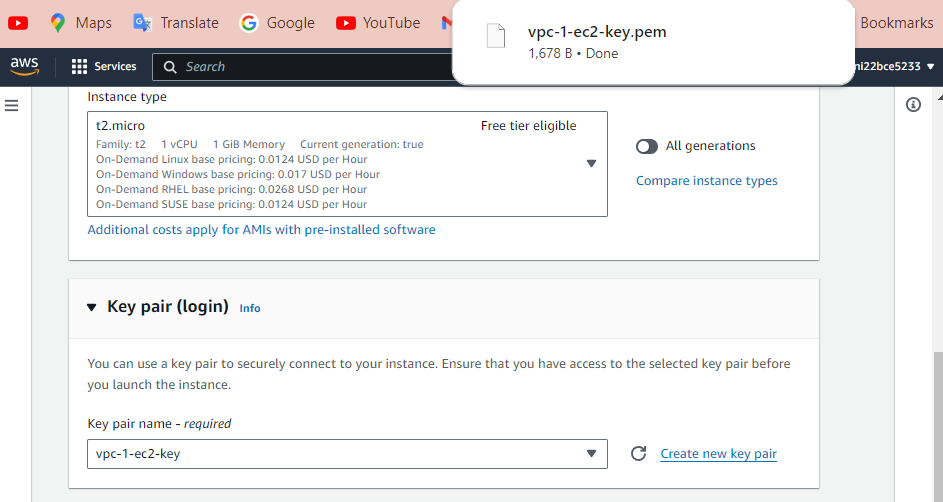 Maps
Translate
Google
YouTube
Bookmarks
vpc-1-ec2-key.pem
1,678 B • Done
aws
Services
Search
ni22bce5233
Instance type
t2.micro
Free tier eligible
Family: t2 1 vCPU 1 GiB Memory Current generation: true
On-Demand Linux base pricing: 0.0124 USD per Hour
On-Demand Windows base pricing: 0.017 USD per Hour
On-Demand RHEL base pricing: 0.0268 USD per Hour
On-Demand SUSE base pricing: 0.0124 USD per Hour
All generations
Compare instance types
Additional costs apply for AMIs with pre-installed software
Key pair (login) Info
You can use a key pair to securely connect to your instance. Ensure that you have access to the selected key pair before
you launch the instance.
Key pair name - required
vpc-1-ec2-key
Create new key pair